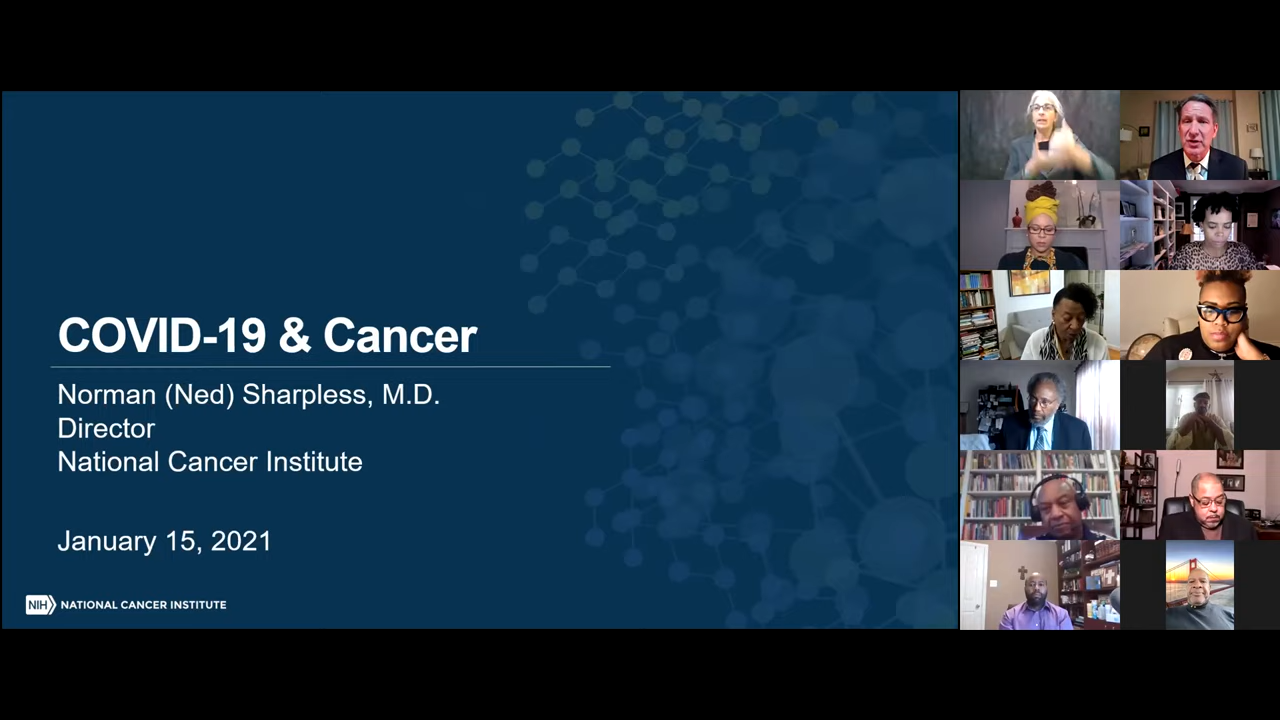 COVID-19 & Cancer
Norman (Ned) Sharpless, M.D.
Director
National Cancer Institute
January 15, 2021
NIH NATIONAL CANCER INSTITUTE